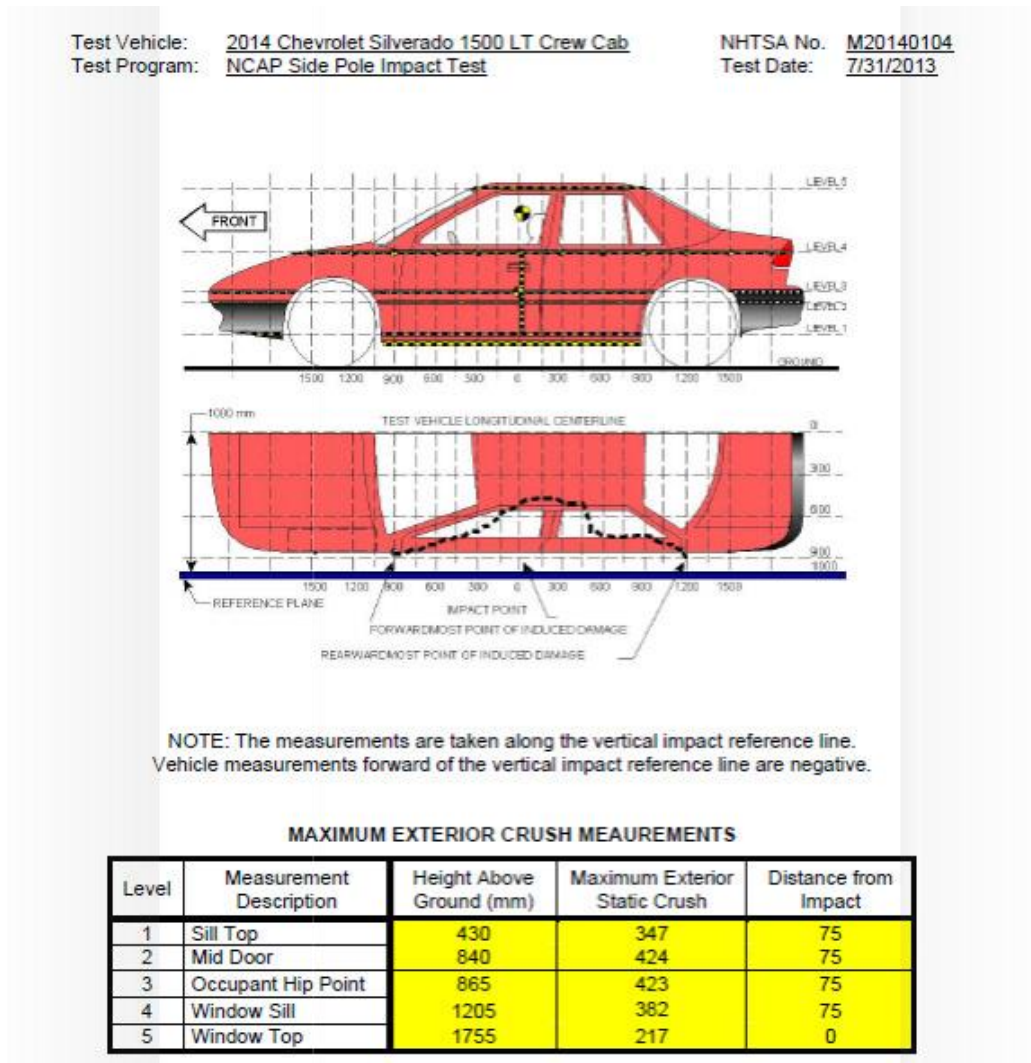 Test Vehicle: 2014 Chevrolet Silverado 1500 LT Crew Cab NHTSA No. M20140104
Test Program: NCAP Side Pole Impact Test Test Date: 7/31/2013
LEVEL 5
FRONT
LEVEL 4
LEVEL 3
LEVEL 2
LEVEL 1
GROUND
1500 1200 900 600 300 0 300 600 900 1200 1500
1000 mm
TEST VEHICLE LONGITUDINAL CENTERLINE
0
300
600
900
1000
1500 1200 900 600 300 0 300 600 900 1200 1500
REFERENCE PLANE
IMPACT POINT
FORWARDMOST POINT OF INDUCED DAMAGE
REARWARDMOST POINT OF INDUCED DAMAGE
NOTE: The measurements are taken along the vertical impact reference line.
Vehicle measurements forward of the vertical impact reference line are negative.
MAXIMUM EXTERIOR CRUSH MEAUREMENTS
Level Measurement Description Height Above Ground (mm) Maximum Exterior Static Crush Distance from Impact
1 Sill Top 430 347 75
2 Mid Door 840 424 75
3 Occupant Hip Point 865 423 75
4 Window Sill 1205 382 75
5 Window Top 1755 217 0